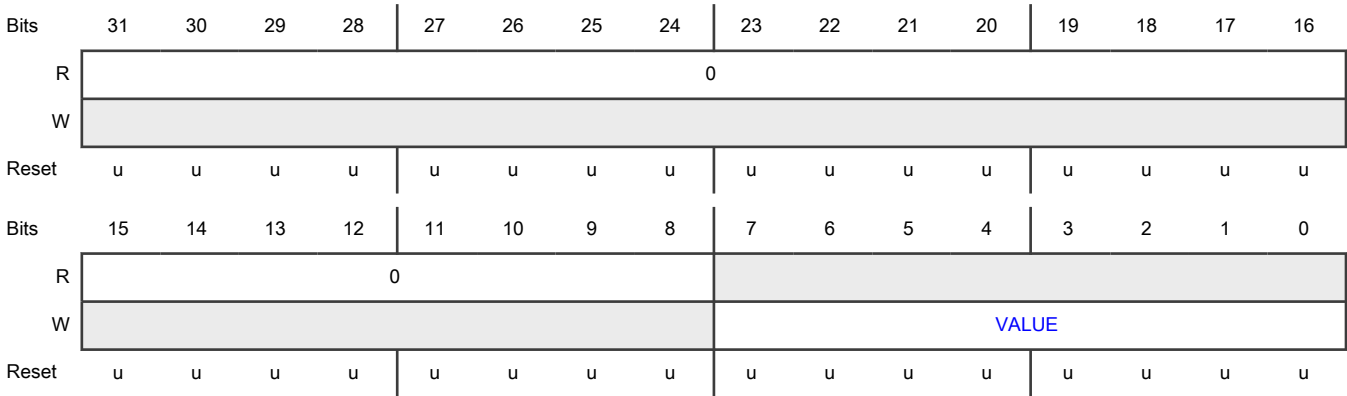 Bits 31 30 29 28 27 26 25 24 23 22 21 20 19 18 17 16
R 0
W
Reset u u u u u u u u u u u u u u u u
Bits 15 14 13 12 11 10 9 8 7 6 5 4 3 2 1 0
R 0
W VALUE
Reset u u u u u u u u u u u u u u u u